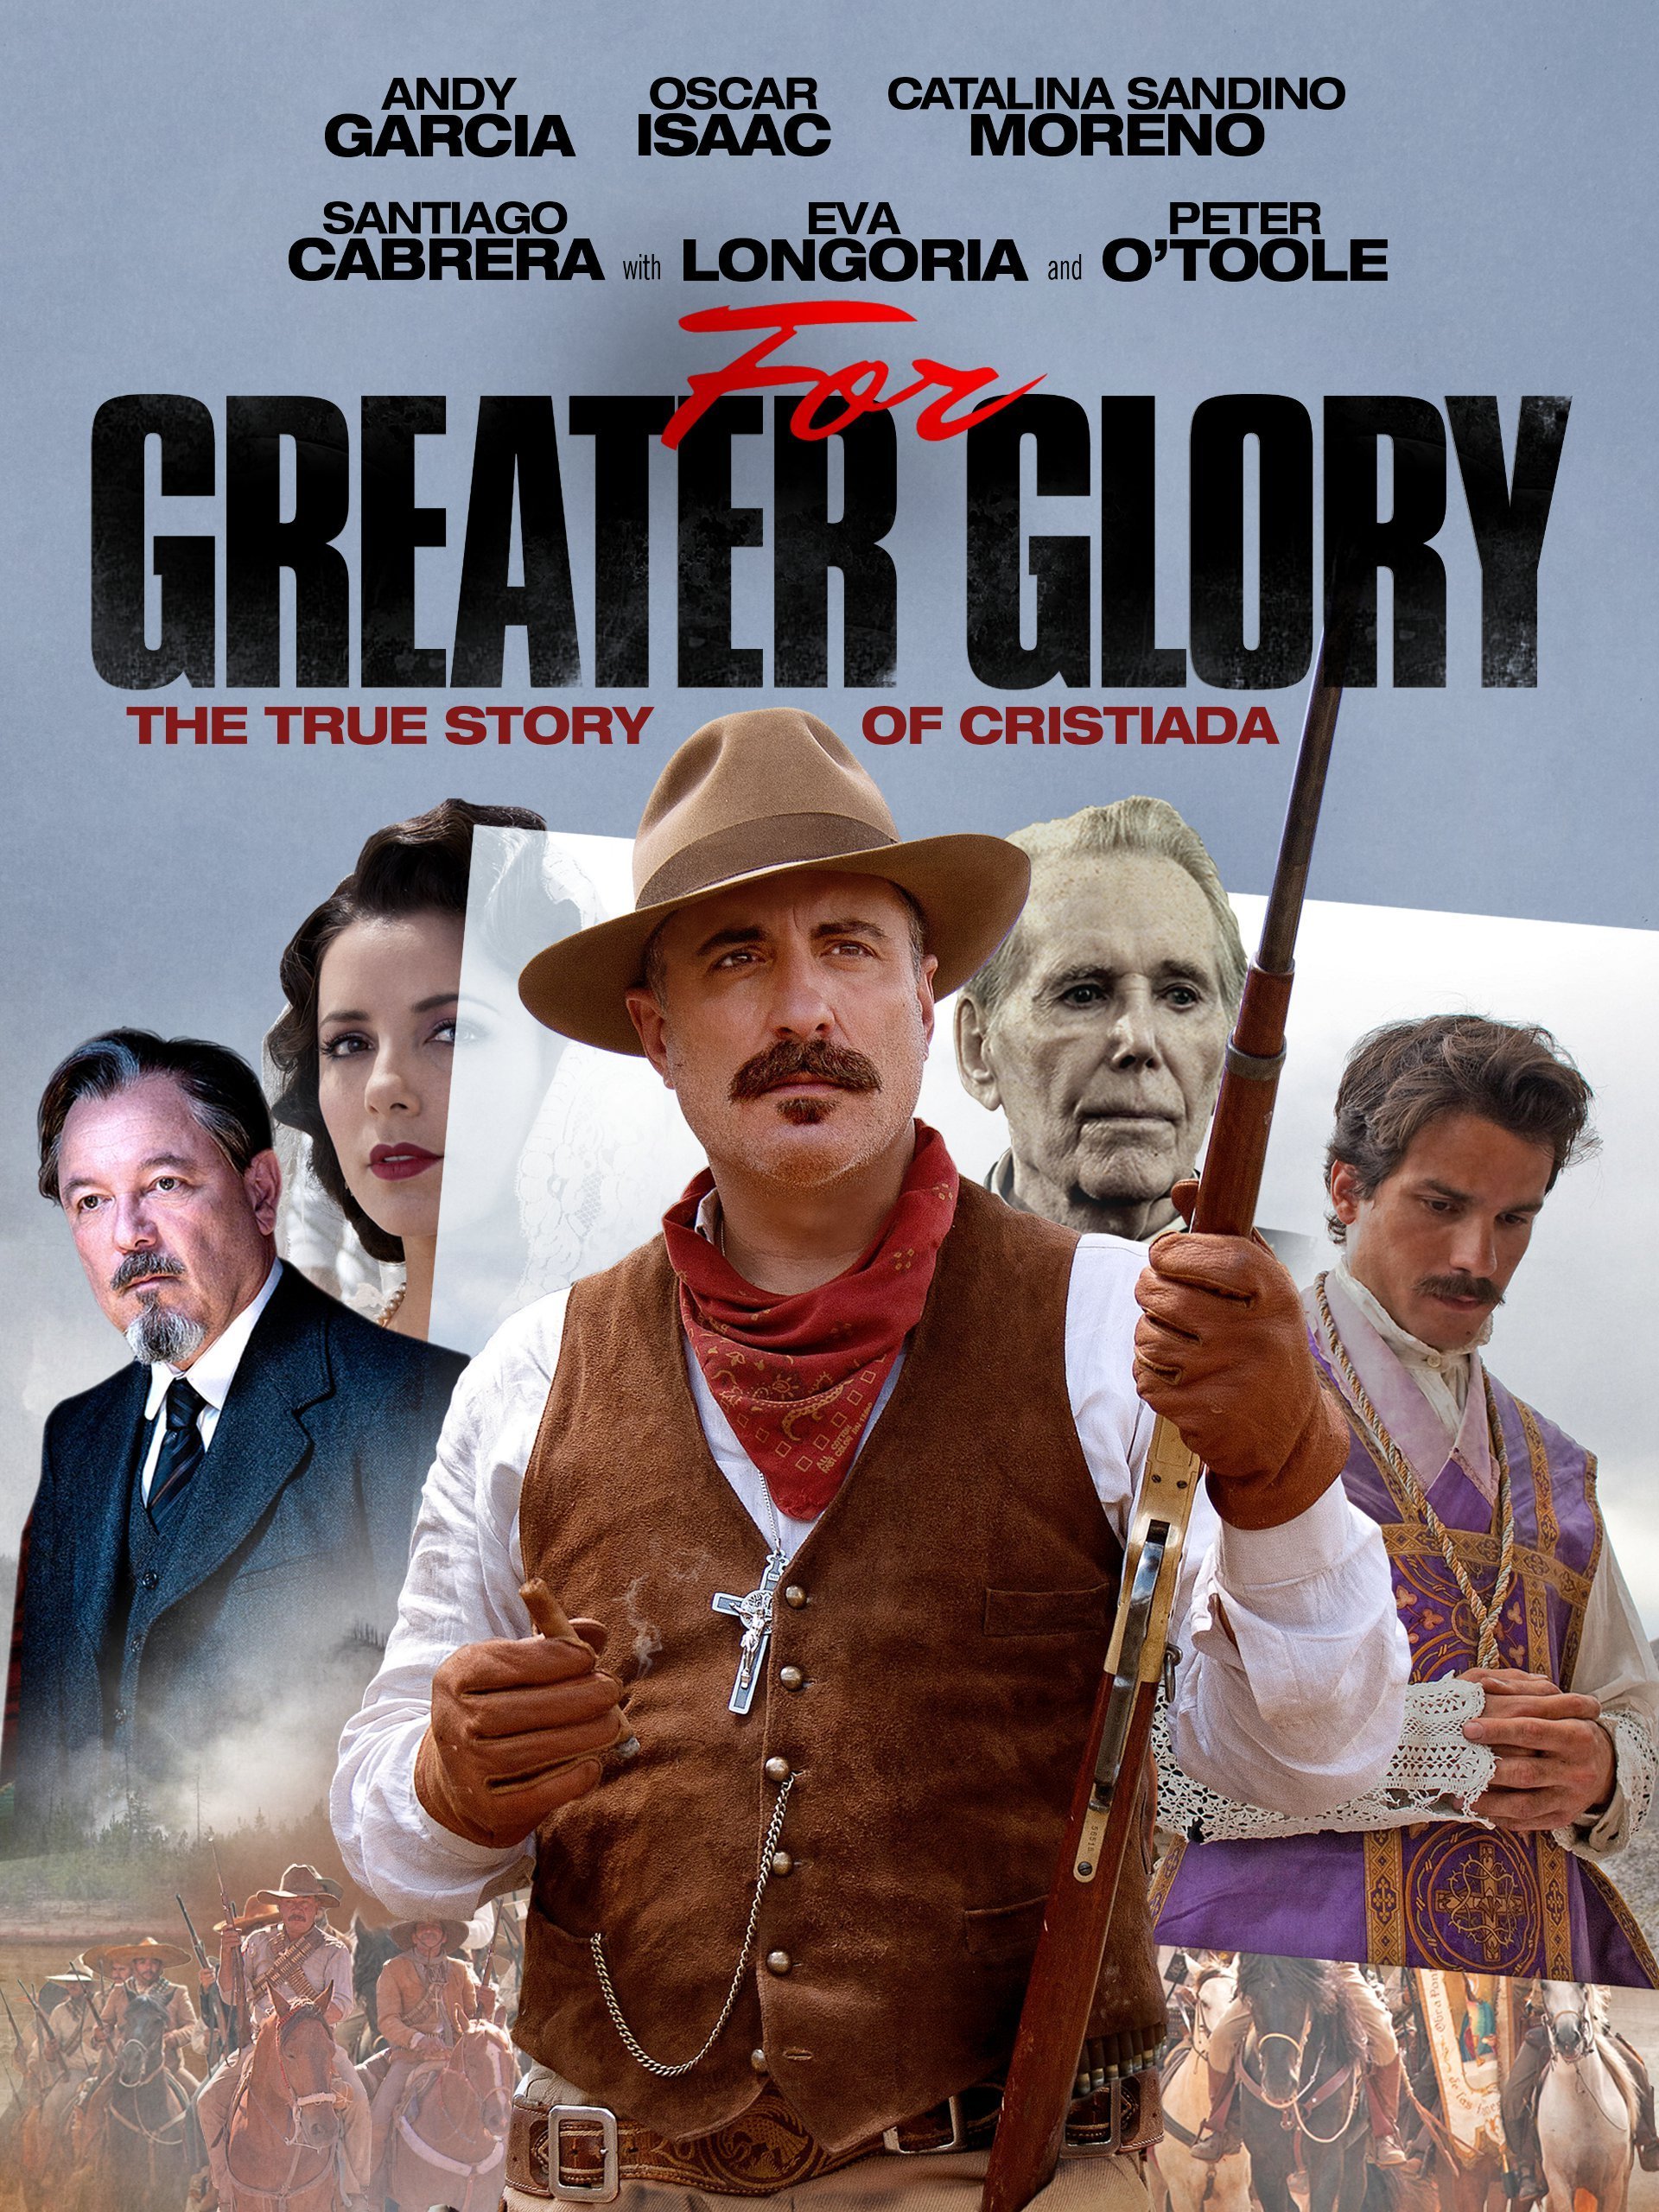 ANDY GARCIA
OSCAR ISAAC
CATALINA SANDINO MORENO
SANTIAGO CABRERA with EVA LONGORIA and PETER O'TOOLE
For
GREATER GLORY
THE TRUE STORY OF CRISTIADA